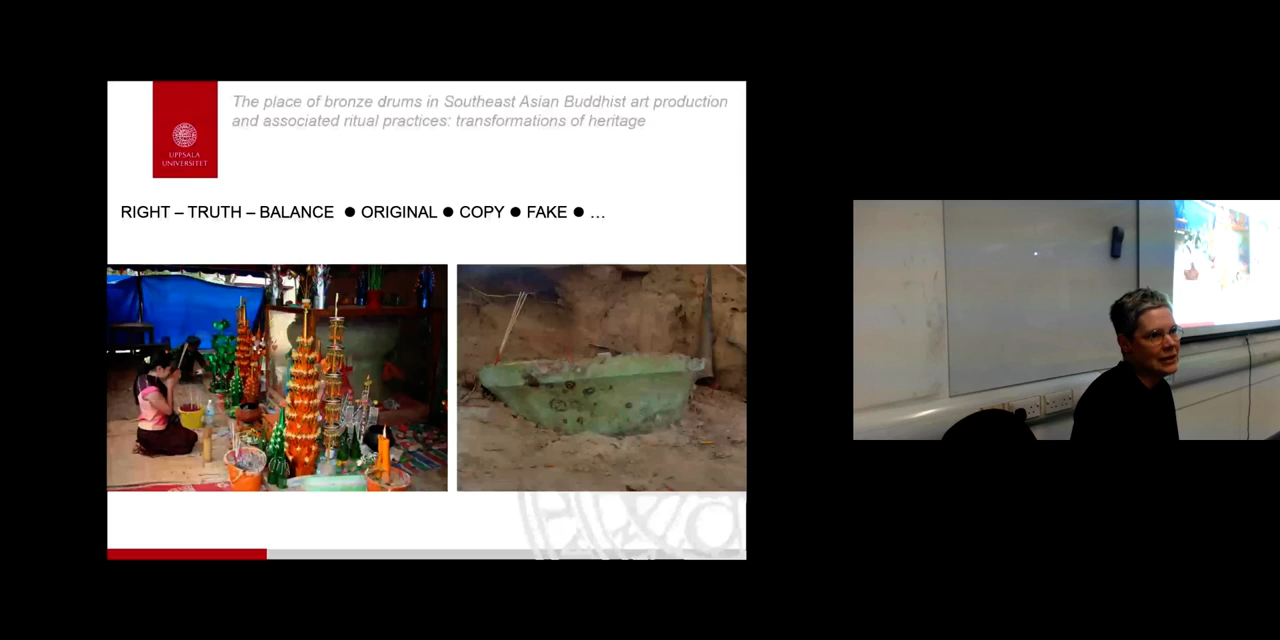 The place of bronze drums in Southeast Asian Buddhist art production
and associated ritual practices: transformations of heritage
UPPSALA
UNIVERSITET
RIGHT – TRUTH – BALANCE ● ORIGINAL ● COPY ● FAKE ● …